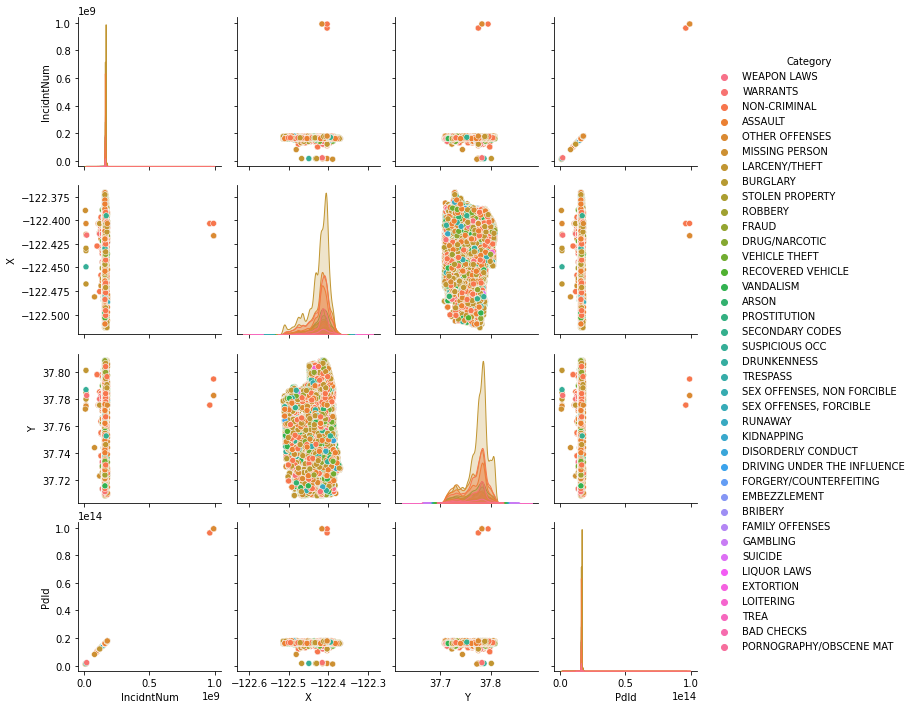 1e9
1.0
0.8
0.6
0.4
0.2
0.0
IncidntNum
−122.375
−122.400
−122.425
−122.450
−122.475
−122.500
X
37.80
37.78
37.76
37.74
37.72
Y
1e14
1.0
0.8
0.6
0.4
0.2
0.0
PdId
0.0 0.5 1.0
1e9
IncidntNum
−122.6 −122.5 −122.4 −122.3
X
37.7 37.8
Y
0.0 0.5 1.0
1e14
PdId
Category
WEAPON LAWS
WARRANTS
NON-CRIMINAL
ASSAULT
OTHER OFFENSES
MISSING PERSON
LARCENY/THEFT
BURGLARY
STOLEN PROPERTY
ROBBERY
FRAUD
DRUG/NARCOTIC
VEHICLE THEFT
RECOVERED VEHICLE
VANDALISM
ARSON
PROSTITUTION
SECONDARY CODES
SUSPICIOUS OCC
DRUNKENNESS
TRESPASS
SEX OFFENSES, NON FORCIBLE
SEX OFFENSES, FORCIBLE
RUNAWAY
KIDNAPPING
DISORDERLY CONDUCT
DRIVING UNDER THE INFLUENCE
FORGERY/COUNTERFEITING
EMBEZZLEMENT
BRIBERY
FAMILY OFFENSES
GAMBLING
SUICIDE
LIQUOR LAWS
EXTORTION
LOITERING
TREA
BAD CHECKS
PORNOGRAPHY/OBSCENE MAT